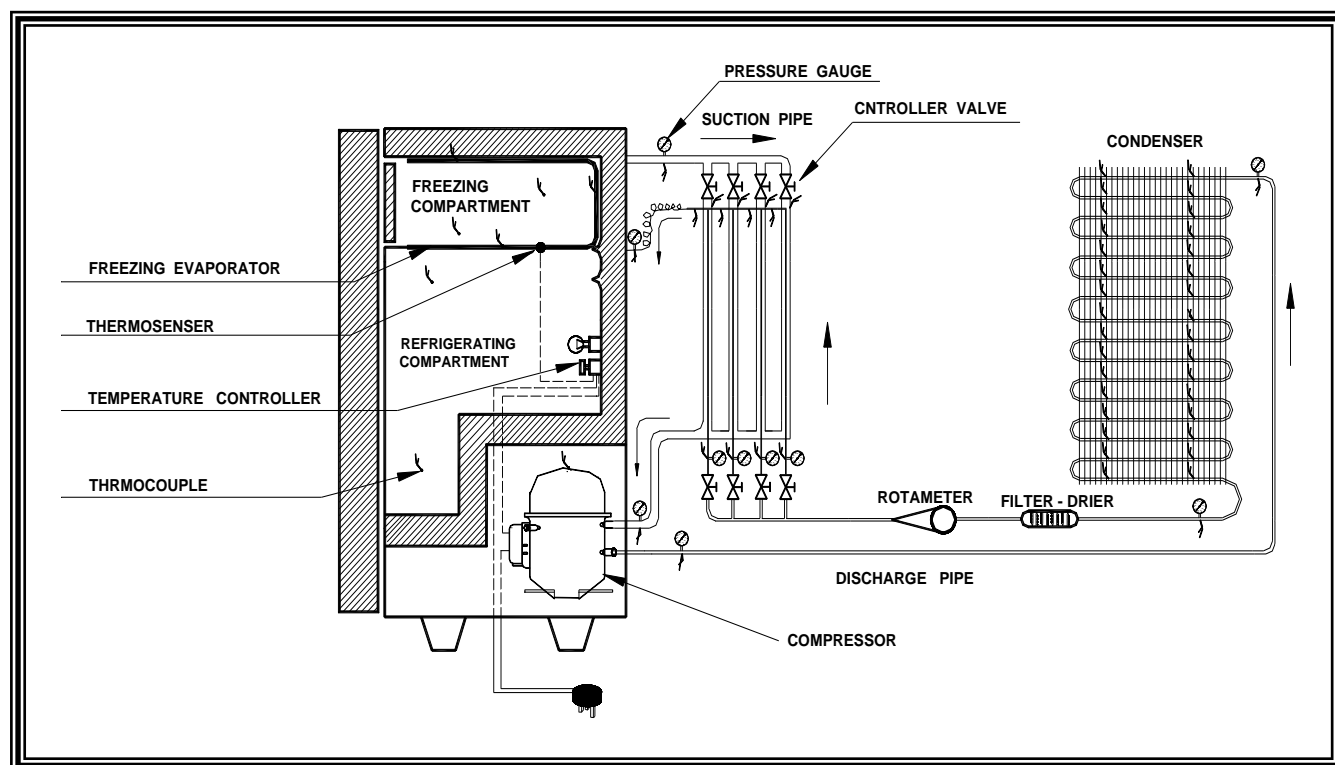 PRESSURE GAUGE
CNTROLLER VALVE
SUCTION PIPE
CONDENSER
FREEZING
COMPARTMENT
FREEZING EVAPORATOR
THERMOSENSER
REFRIGERATING
COMPARTMENT
TEMPERATURE CONTROLLER
THRMOCOUPLE
ROTAMETER
FILTER - DRIER
DISCHARGE PIPE
COMPRESSOR